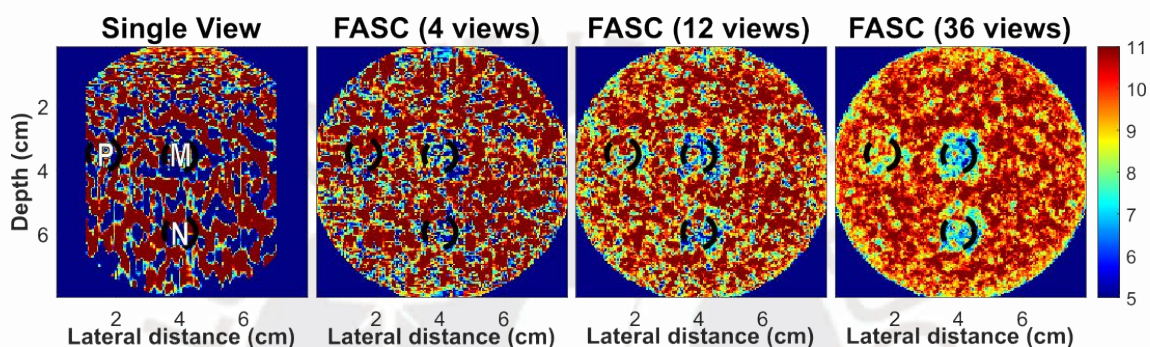 Single View FASC (4 views) FASC (12 views) FASC (36 views)
11
10
9
8
7
6
5
Depth (cm)
2
4
6
P M
N
2 4 6 2 4 6 2 4 6 2 4 6
Lateral distance (cm) Lateral distance (cm) Lateral distance (cm) Lateral distance (cm)